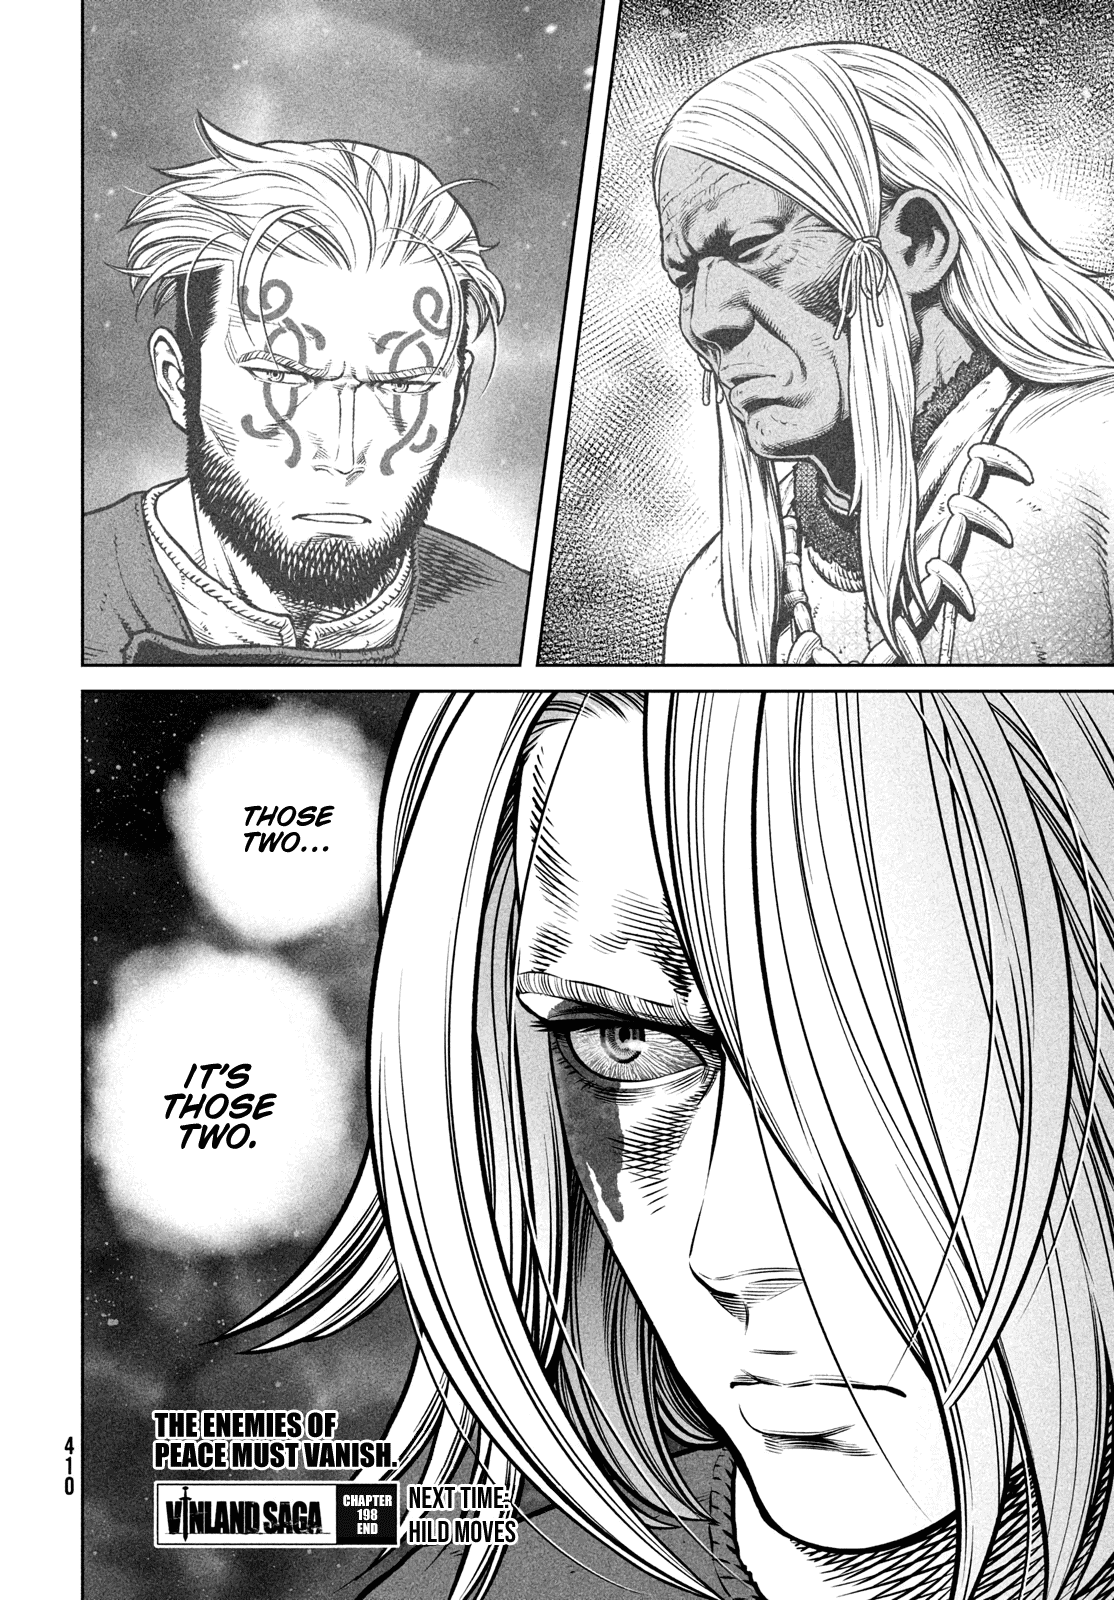 THOSE
TWO...
IT'S
THOSE
TWO.
THE ENEMIES OF
PEACE MUST VANISH.
VINLAND SAGA
CHAPTER
198
END
NEXT TIME:
HILD MOVES
410